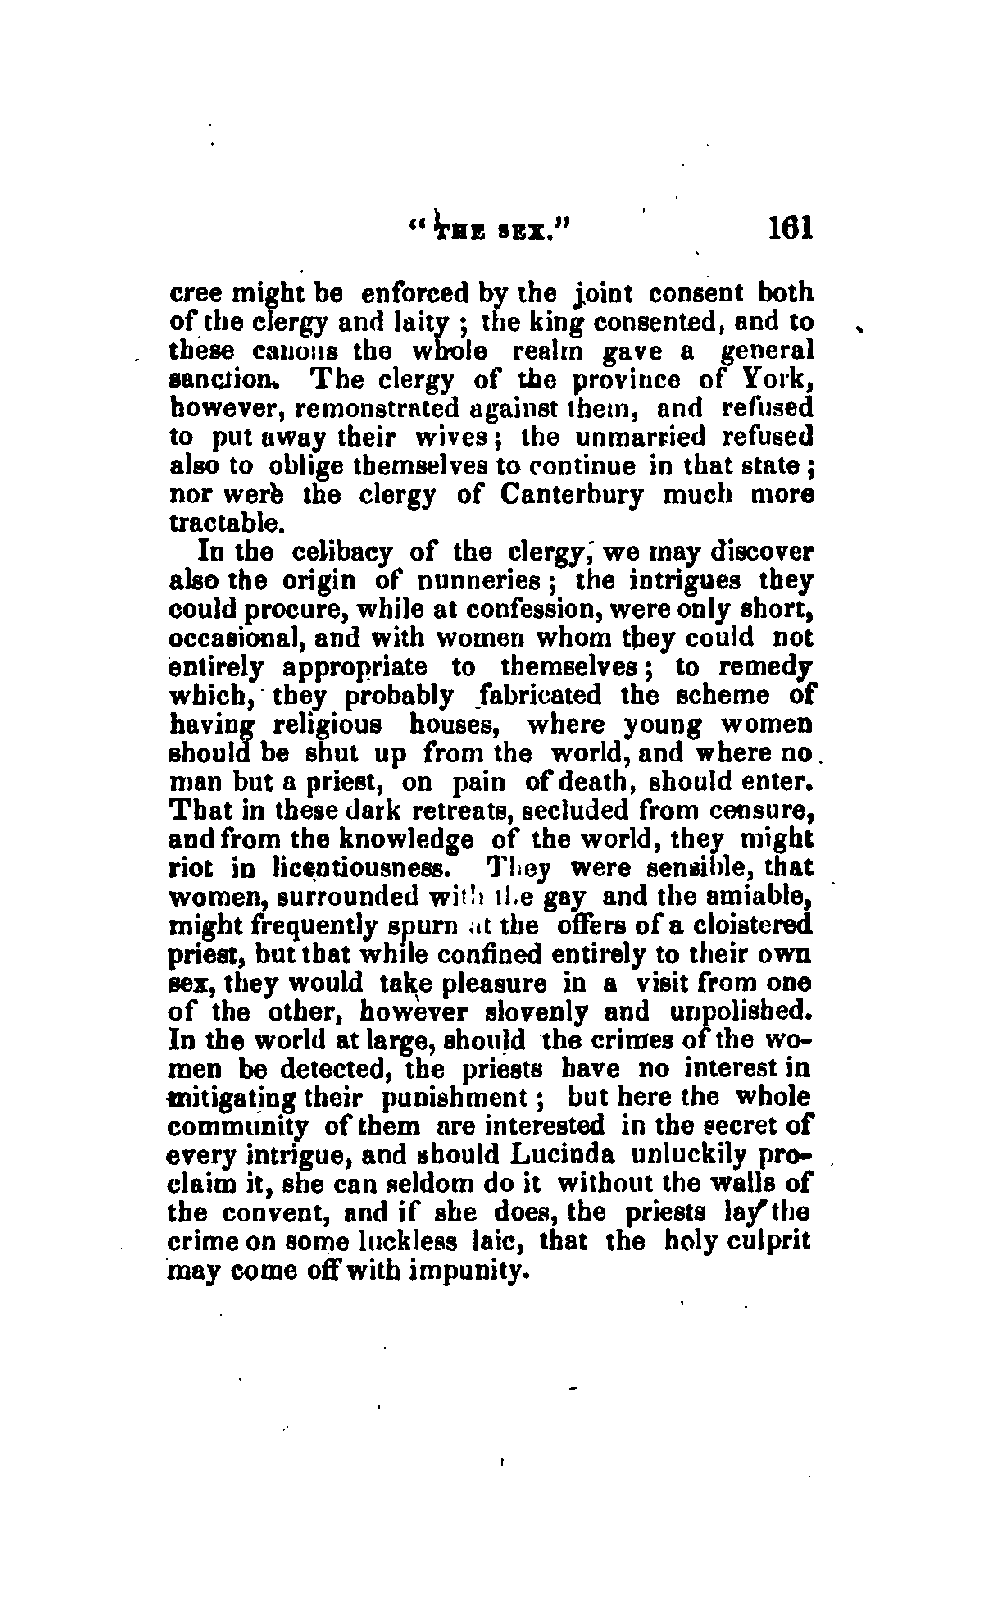 "THE SEX." 161
cree might be enforced by the joint consent both
of the clergy and laity ; the king consented, and to
these canons the whole realm gave a general
sanction. The clergy of the province of York,
however, remonstrated against them, and refused
to put away their wives ; the unmarried refused
also to oblige themselves to continue in that state ;
nor were the clergy of Canterbury much more
tractable.
In the celibacy of the clergy, we may discover
also the origin of nunneries ; the intrigues they
could procure, while at confession, were only short,
occasional, and with women whom they could not
entirely appropriate to themselves ; to remedy
which, they probably fabricated the scheme of
having religious houses, where young women
should be shut up from the world, and where no
man but a priest, on pain of death, should enter.
That in these dark retreats, secluded from censure,
and from the knowledge of the world, they might
riot in licentiousness. They were sensible, that
women, surrounded with the gay and the amiable,
might frequently spurn at the offers of a cloistered
priest, but that while confined entirely to their own
sex, they would take pleasure in a visit from one
of the other, however slovenly and unpolished.
In the world at large, should the crimes of the wo-
men be detected, the priests have no interest in
mitigating their punishment ; but here the whole
community of them are interested in the secret of
every intrigue, and should Lucinda unluckily pro-
claim it, she can seldom do it without the walls of
the convent, and if she does, the priests lay the
crime on some luckless laic, that the holy culprit
may come off with impunity.